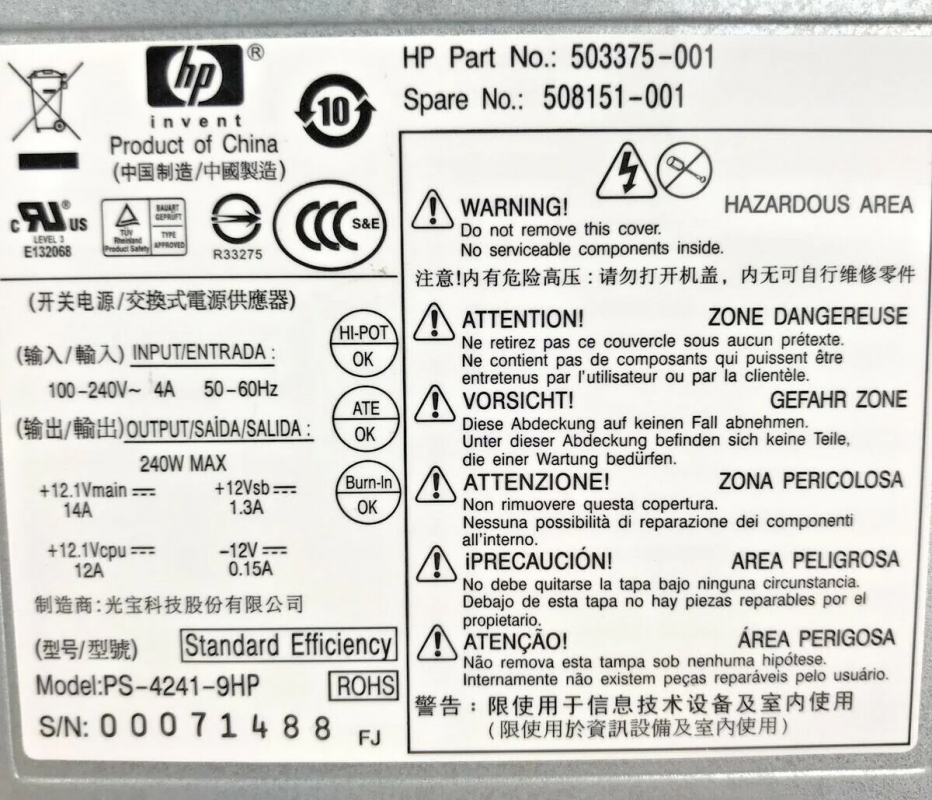 hp ®
invent
Product of China
(中国制造/中國製造)
10
HP Part No.: 503375-001
Spare No.: 508151-001
c RU ® US
LEVEL 3
E132068
TÜV
Rheinland
Product Safety
BAUART
GEPRÜFT
TYPE
APPROVED
R33275
CCC S&E
(开关电源/交換式電源供應器)
(输入/輸入) INPUT/ENTRADA :
100-240V~ 4A 50-60Hz
(输出/輸出)OUTPUT/SAÍDA/SALIDA :
240W MAX
+12.1Vmain
14A
+12Vsb
1.3A
+12.1Vcpu
12A
-12V
0.15A
HI-POT
OK
ATE
OK
Burn-In
OK
制造商:光宝科技股份有限公司
(型号/型號) Standard Efficiency
Model:PS-4241-9HP ROHS
S/N: 00071488 FJ
WARNING! HAZARDOUS AREA
Do not remove this cover.
No serviceable components inside.
注意!内有危险高压:请勿打开机盖,内无可自行维修零件
ATTENTION! ZONE DANGEREUSE
Ne retirez pas ce couvercle sous aucun prétexte.
Ne contient pas de composants qui puissent être
entretenus par l'utilisateur ou par la clientèle.
VORSICHT! GEFAHR ZONE
Diese Abdeckung auf keinen Fall abnehmen.
Unter dieser Abdeckung befinden sich keine Teile,
die einer Wartung bedürfen.
ATTENZIONE! ZONA PERICOLOSA
Non rimuovere questa copertura.
Nessuna possibilità di reparazione dei componenti
all'interno.
¡PRECAUCIÓN! AREA PELIGROSA
No debe quitarse la tapa bajo ninguna circunstancia.
Debajo de esta tapa no hay piezas reparables por el
propietario.
ATENÇÃO! ÁREA PERIGOSA
Não remova esta tampa sob nenhuma hipótese.
Internamente não existem peças reparáveis pelo usuário.
警告:限使用于信息技术设备及室内使用
(限使用於資訊設備及室內使用)